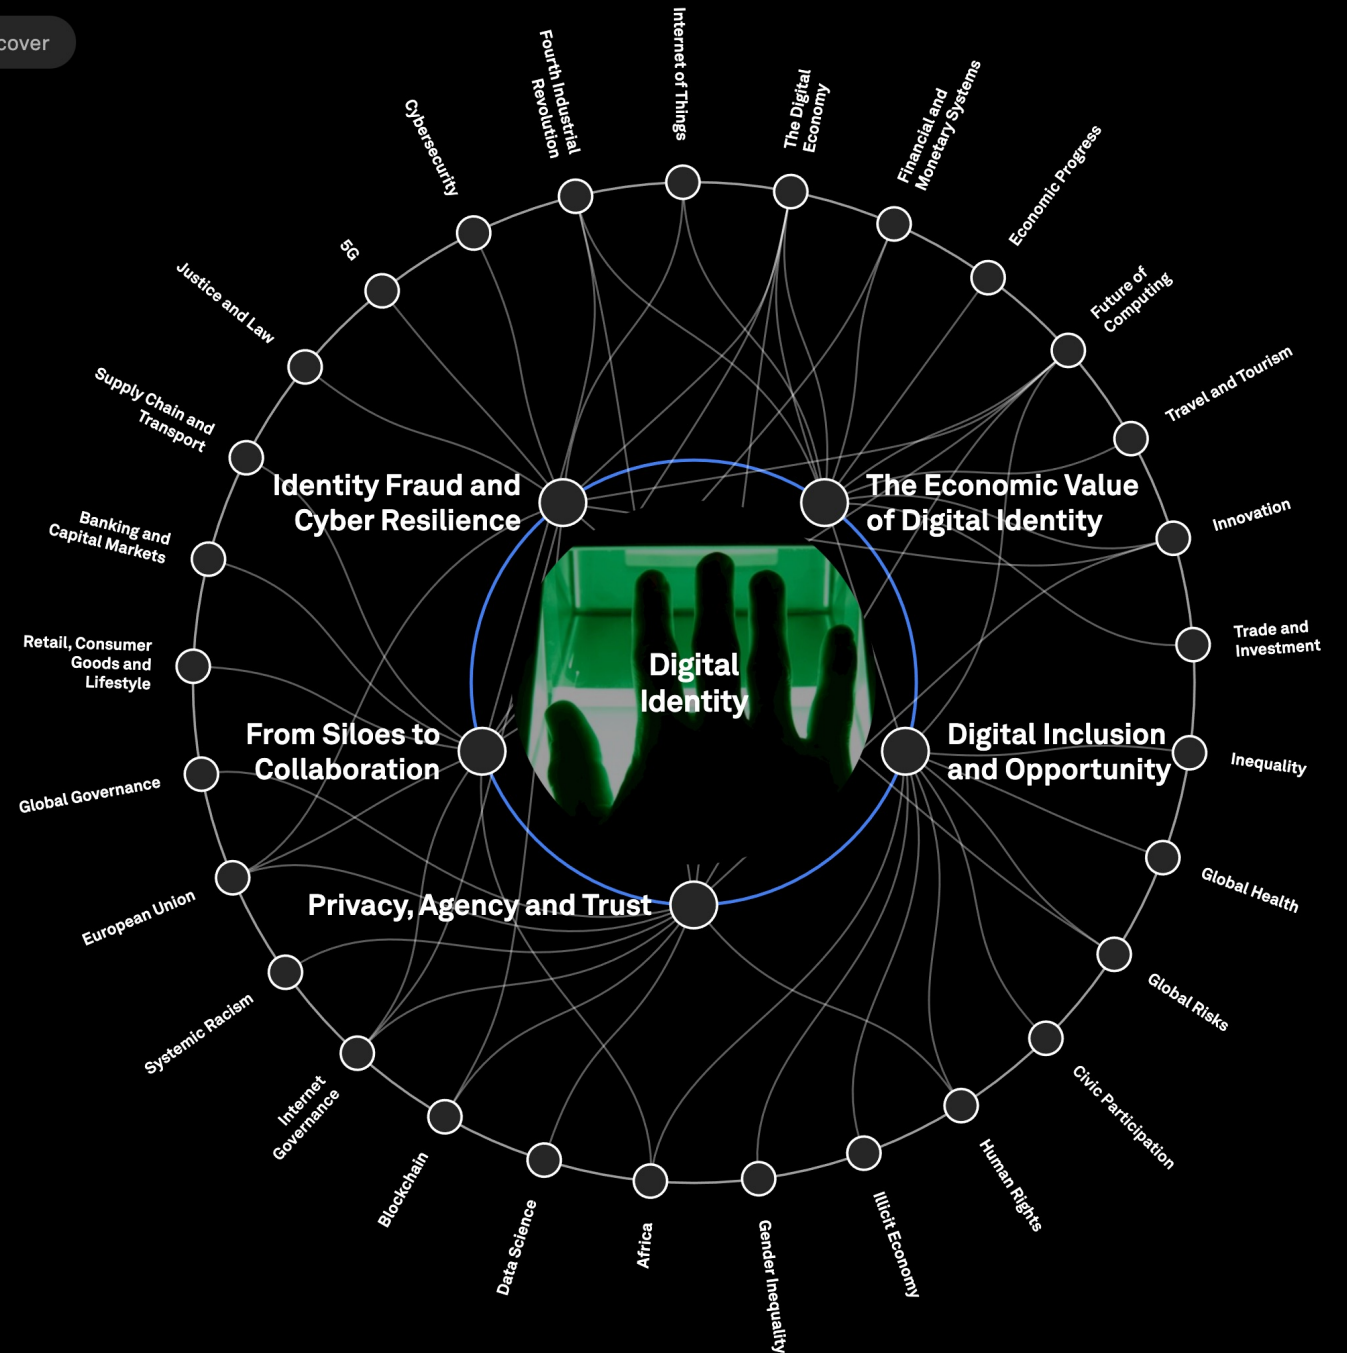 cover
Internet of Things
The Digital
Economy
Financial and
Monetary Systems
Economic Progress
Future of
Computing
Travel and Tourism
Innovation
Trade and
Investment
Inequality
Global Health
Global Risks
Civic Participation
Human Rights
Illicit Economy
Gender Inequality
Africa
Data Science
Blockchain
Internet
Governance
Systemic Racism
European Union
Global Governance
Retail, Consumer
Goods and
Lifestyle
Banking and
Capital Markets
Supply Chain and
Transport
Justice and Law
5G
Cybersecurity
Fourth Industrial
Revolution
Identity Fraud and
Cyber Resilience
The Economic Value
of Digital Identity
Digital
Identity
From Siloes to
Collaboration
Digital Inclusion
and Opportunity
Privacy, Agency and Trust